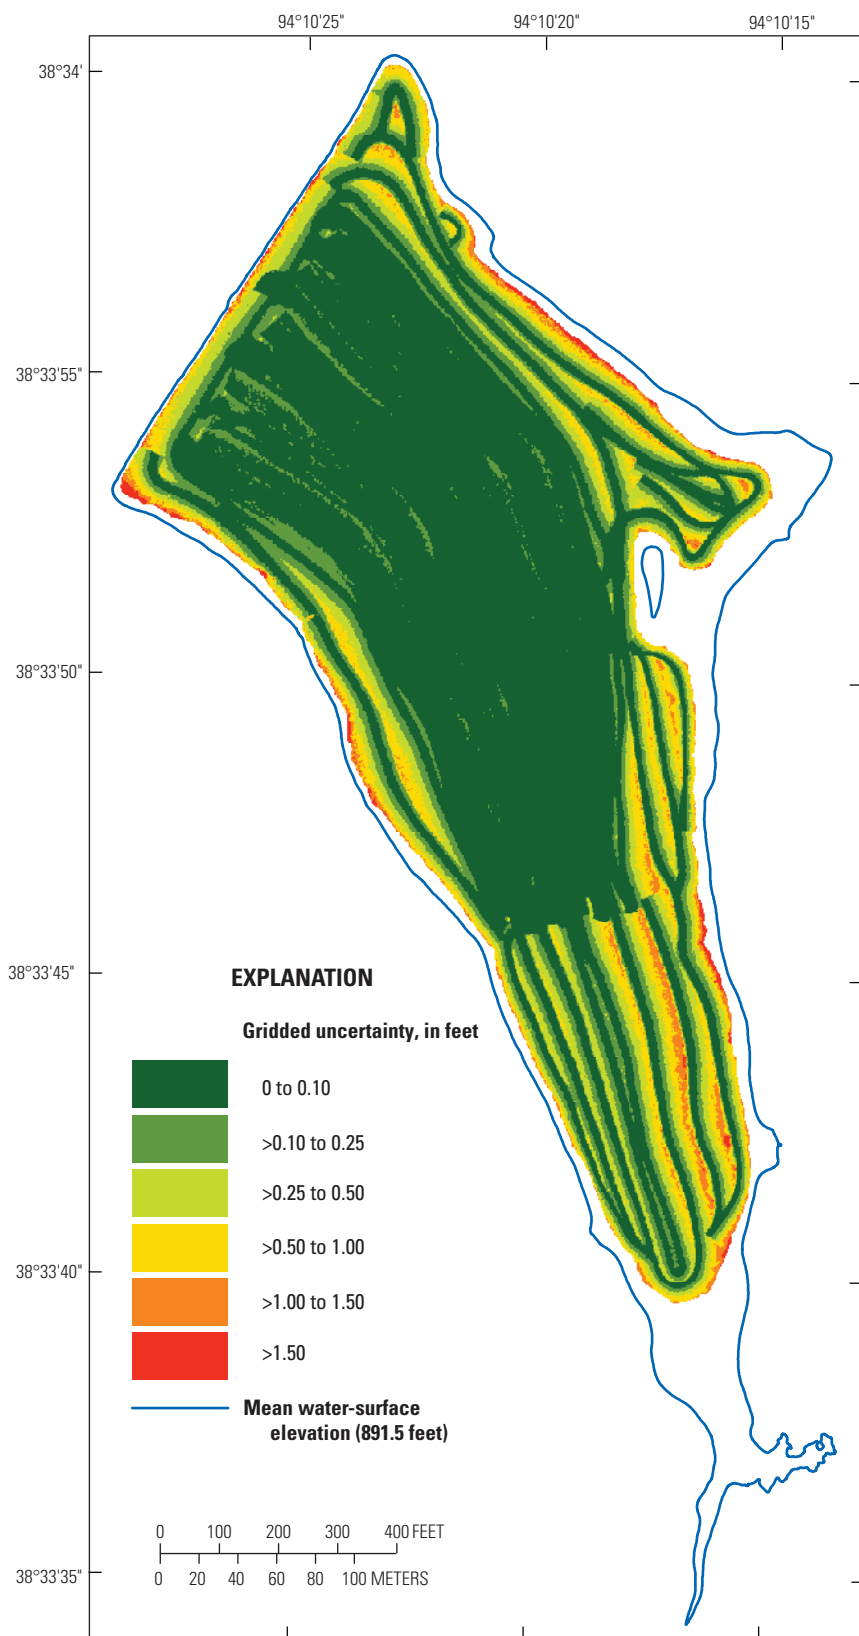 94°10'25" 94°10'20" 94°10'15"
38°34'
38°33'55"
38°33'50"
38°33'45"
EXPLANATION
Gridded uncertainty, in feet
0 to 0.10
>0.10 to 0.25
>0.25 to 0.50
>0.50 to 1.00
38°33'40"
>1.00 to 1.50
>1.50
Mean water-surface
elevation (891.5 feet)
0 100 200 300 400 FEET
0 20 40 60 80 100 METERS
38°33'35"